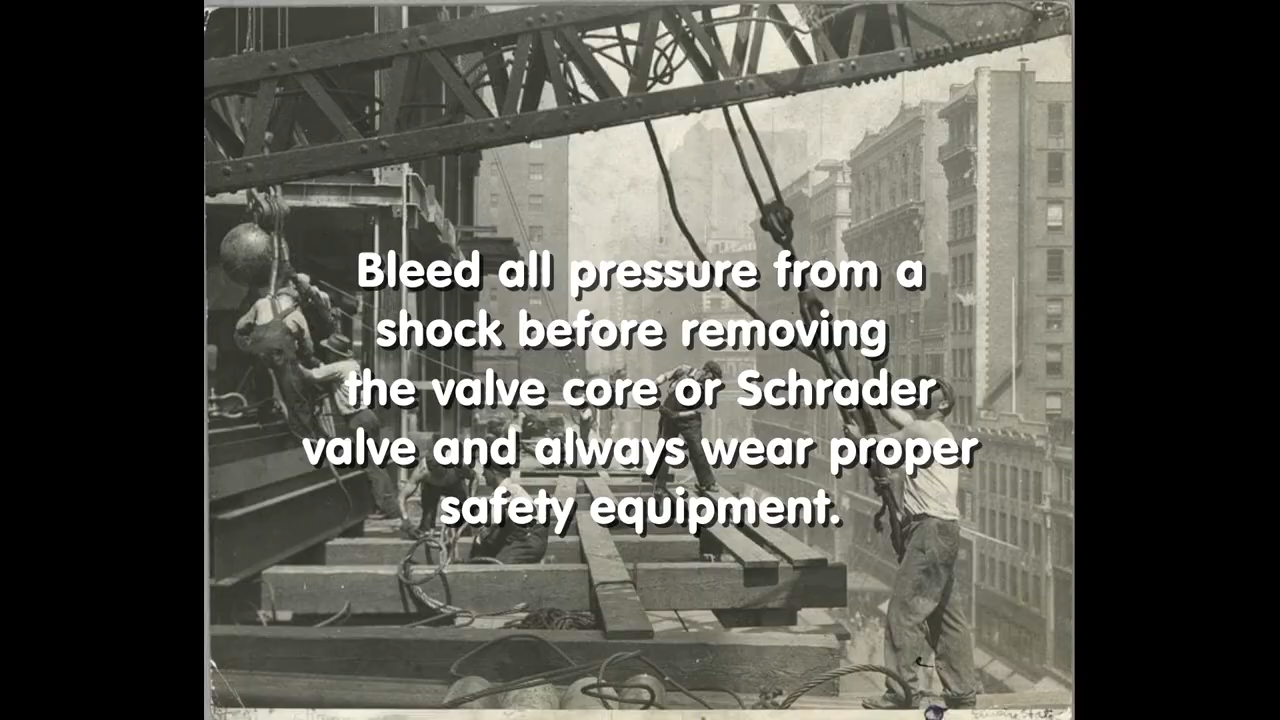 Bleed all pressure from a
shock before removing
the valve core or Schrader
valve and always wear proper
safety equipment.